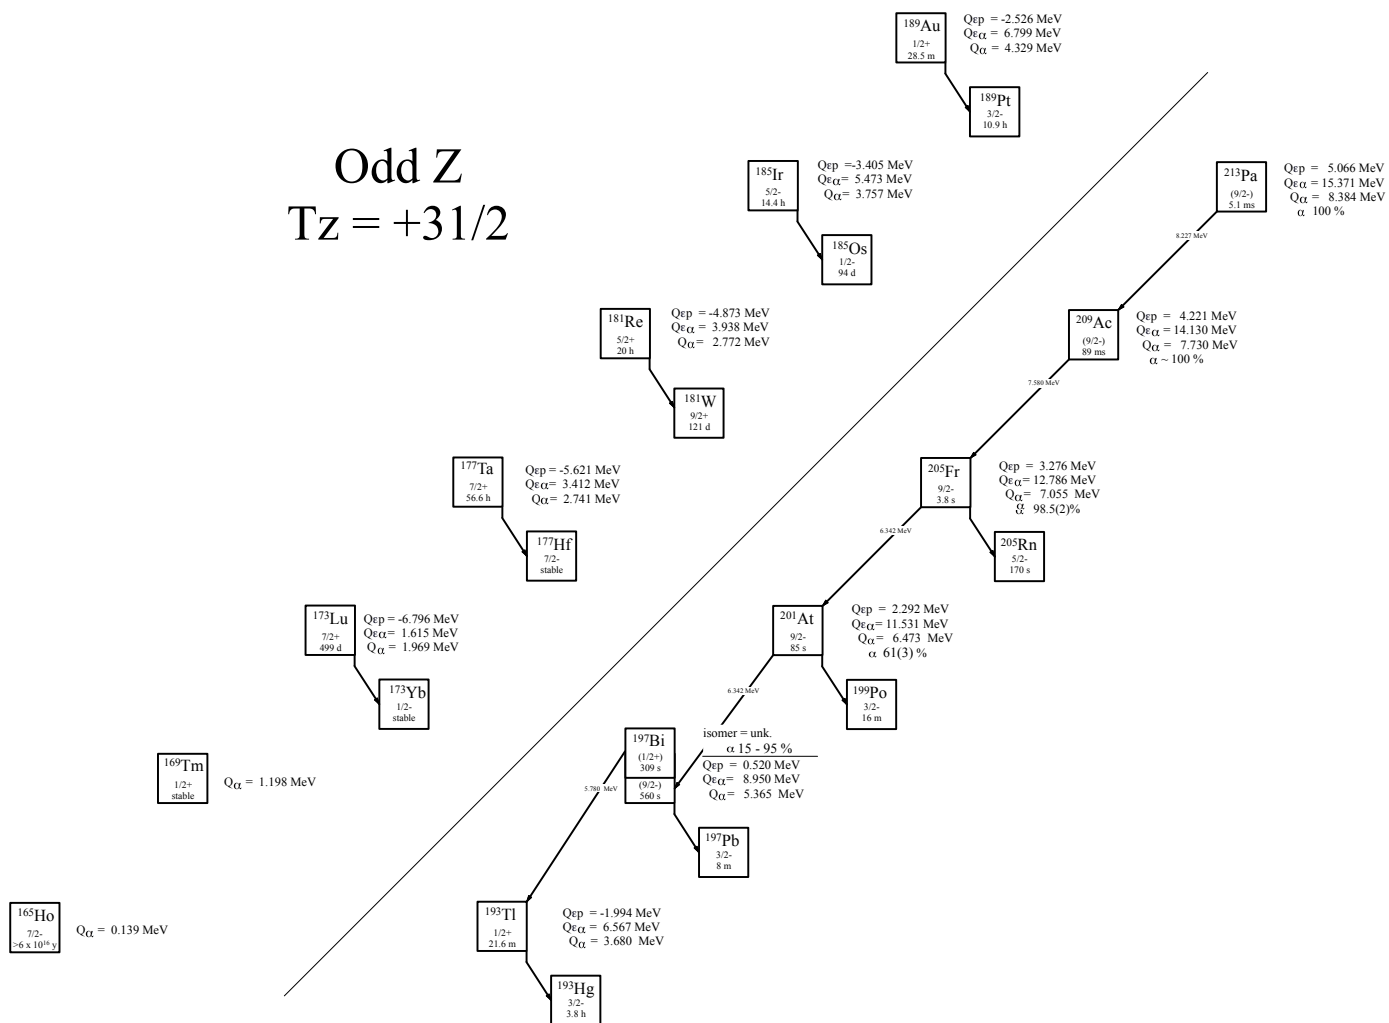 Odd Z
Tz = +31/2
189Au
1/2+
28.5 m
Qεp = -2.526 MeV
Qεα = 6.799 MeV
Qα = 4.329 MeV
189Pt
3/2-
10.9 h
185Ir
5/2-
14.4 h
Qεp =-3.405 MeV
Qεα= 5.473 MeV
Qα= 3.757 MeV
185Os
1/2-
94 d
213Pa
(9/2-)
5.1 ms
Qεp = 5.066 MeV
Qεα = 15.371 MeV
Qα = 8.384 MeV
α 100 %
8.227 MeV
181Re
5/2+
20 h
Qεp = -4.873 MeV
Qεα = 3.938 MeV
Qα= 2.772 MeV
181W
9/2+
121 d
209Ac
(9/2-)
89 ms
Qεp = 4.221 MeV
Qεα =14.130 MeV
Qα = 7.730 MeV
α ~ 100 %
7.580 MeV
177Ta
7/2+
56.6 h
Qεp = -5.621 MeV
Qεα= 3.412 MeV
Qα= 2.741 MeV
177Hf
7/2-
stable
205Fr
9/2-
3.8 s
Qεp = 3.276 MeV
Qεα = 12.786 MeV
Qα= 7.055 MeV
α
α 98.5(2)%
6.342 MeV
205Rn
5/2-
170 s
173Lu
7/2+
499 d
Qεp = -6.796 MeV
Qεα= 1.615 MeV
Qα = 1.969 MeV
173Yb
1/2-
stable
201At
9/2-
85 s
Qεp = 2.292 MeV
Qεα= 11.531 MeV
Qα= 6.473 MeV
α 61(3) %
6.342 MeV
199Po
3/2-
16 m
169Tm
1/2+
stable
Qα = 1.198 MeV
197Bi
(1/2+)
309 s
(9/2-)
560 s
isomer = unk.
α 15 - 95 %
Qεp = 0.520 MeV
Qεα= 8.950 MeV
Qα= 5.365 MeV
5.780 MeV
197Pb
3/2-
8 m
165Ho
7/2-
>6 x 10¹⁶ y
Qα = 0.139 MeV
193Tl
1/2+
21.6 m
Qεp = -1.994 MeV
Qεα = 6.567 MeV
Qα = 3.680 MeV
193Hg
3/2-
3.8 h